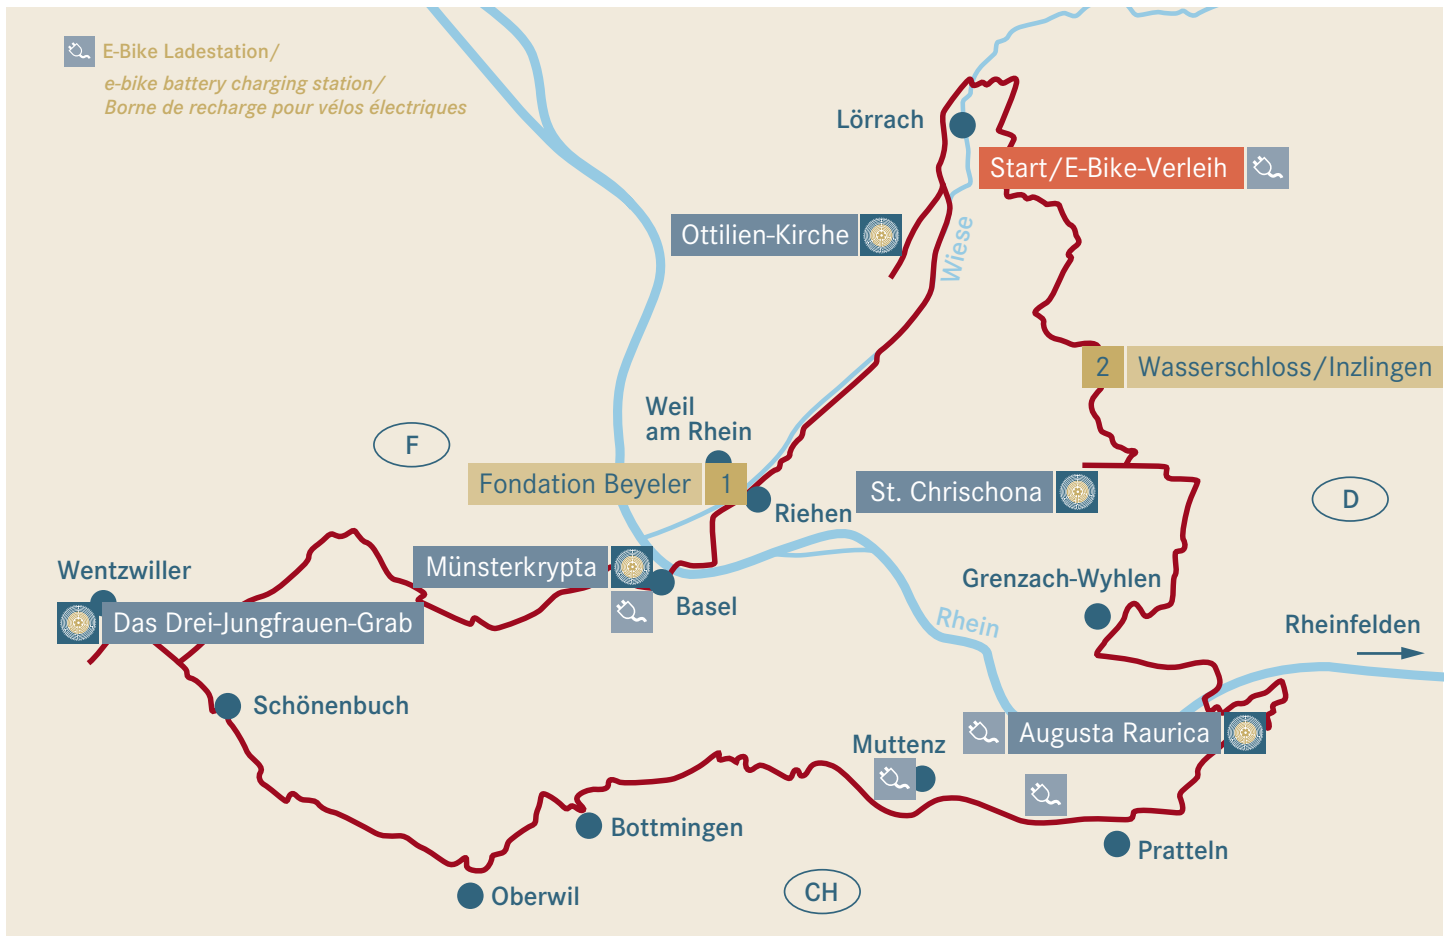 E-Bike Ladestation/
e-bike battery charging station/
Borne de recharge pour vélos électriques
Lörrach
Start/E-Bike-Verleih
Ottilien-Kirche
Wiese
2 Wasserschloss/Inzlingen
Weil
am Rhein
F
Fondation Beyeler 1
St. Chrischona
D
Riehen
Münsterkrypta
Wentzwiller
Grenzach-Wyhlen
Basel
Das Drei-Jungfrauen-Grab
Rhein
Rheinfelden
Schönenbuch
Augusta Raurica
Muttenz
Bottmingen
Pratteln
CH
Oberwil